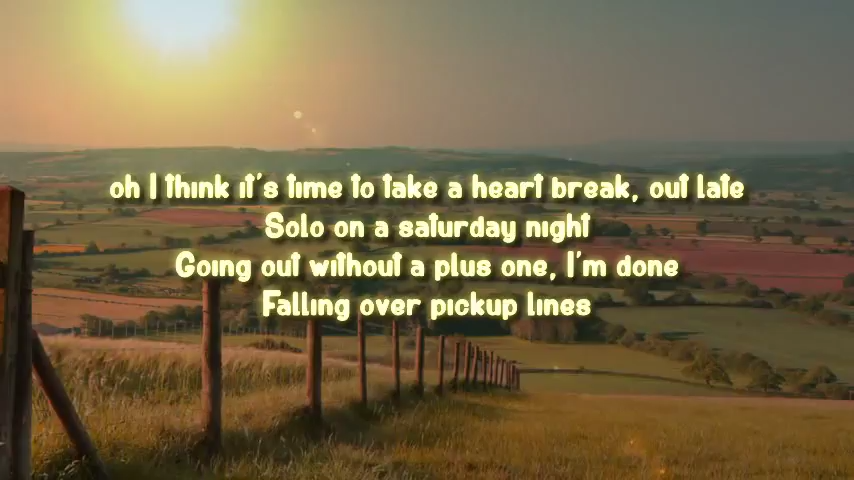 oh I think it's time to take a heart break, out late
Solo on a saturday night
Going out without a plus one, I'm done
Falling over pickup lines